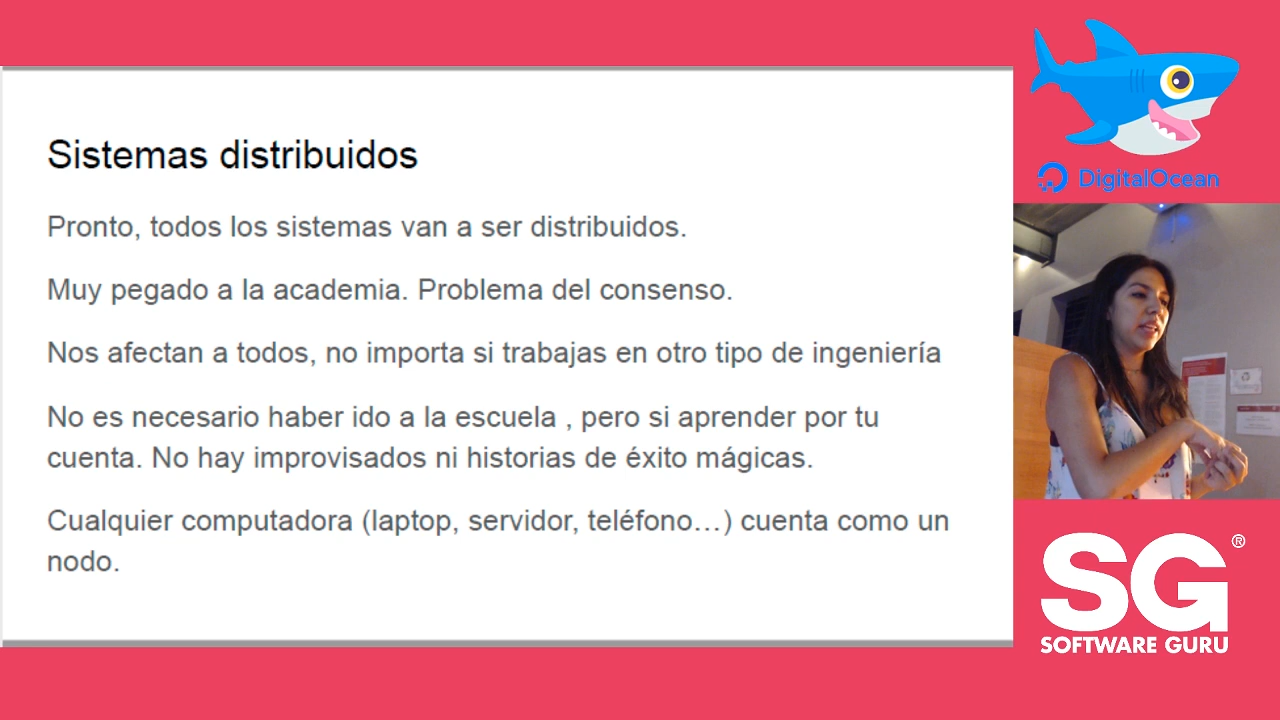 Sistemas distribuidos
Pronto, todos los sistemas van a ser distribuidos.
Muy pegado a la academia. Problema del consenso.
Nos afectan a todos, no importa si trabajas en otro tipo de ingeniería
No es necesario haber ido a la escuela , pero si aprender por tu
cuenta. No hay improvisados ni historias de éxito mágicas.
Cualquier computadora (laptop, servidor, teléfono…) cuenta como un
nodo.
DigitalOcean
SG®
SOFTWARE GURU